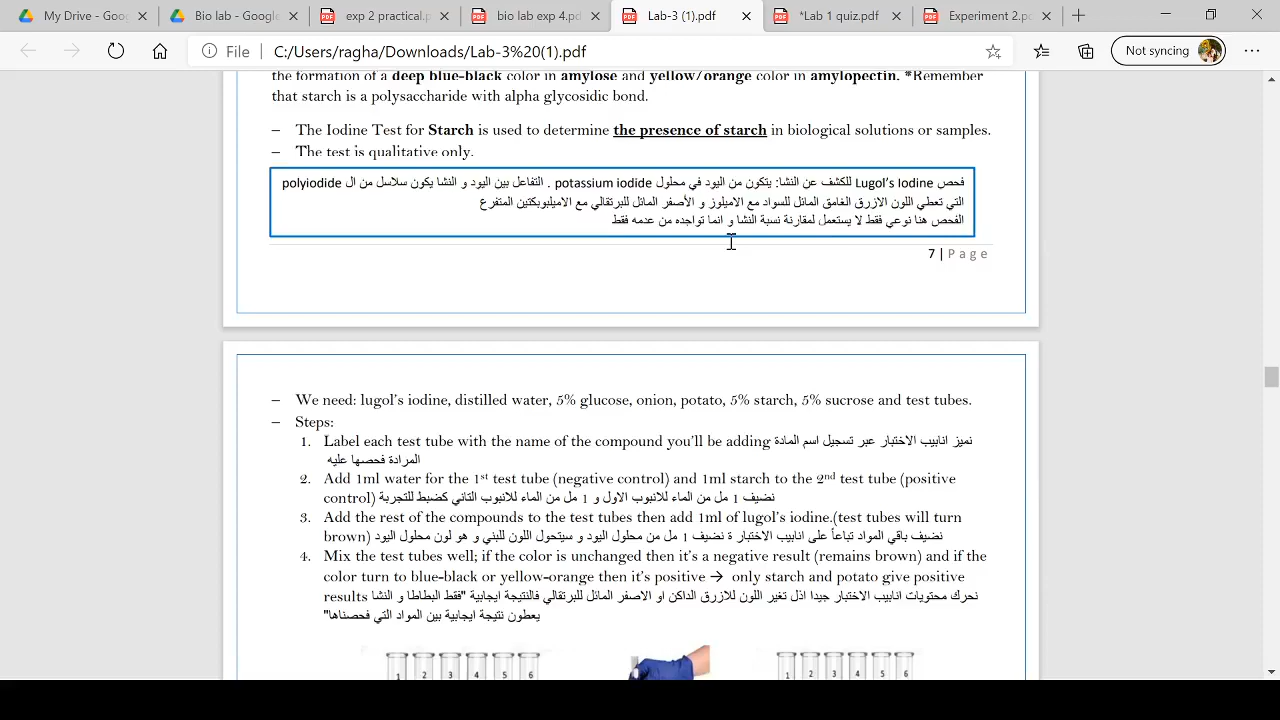 My Drive - Goog
Bio lab - Google
exp 2 practical.p
bio lab exp 4.pd
Lab-3 (1).pdf
*Lab 1 quiz.pdf
Experiment 2.pd
File | C:/Users/ragha/Downloads/Lab-3%20(1).pdf
Not syncing
the formation of a deep blue-black color in amylose and yellow/orange color in amylopectin. *Remember
that starch is a polysaccharide with alpha glycosidic bond.
– The Iodine Test for Starch is used to determine the presence of starch in biological solutions or samples.
– The test is qualitative only.
فحص Lugol's Iodine للكشف عن النشا: يتكون من اليود في محلول potassium iodide . التفاعل بين اليود و النشا يكون سلاسل من ال polyiodide
التي تعطي اللون الازرق الغامق المائل للسواد مع الاميلوز و الأصفر المائل للبرتقالي مع الاميلبوبكتين المتفرع
الفحص هنا نوعي فقط لا يستعمل لمقارنة نسبة النشا و انما تواجده من عدمه فقط
7 | Page
– We need: lugol's iodine, distilled water, 5% glucose, onion, potato, 5% starch, 5% sucrose and test tubes.
– Steps:
1. Label each test tube with the name of the compound you'll be adding نميز انابيب الاختبار عبر تسجيل اسم المادة
المرادة فحصها عليه
2. Add 1ml water for the 1st test tube (negative control) and 1ml starch to the 2nd test tube (positive
control) نضيف 1 مل من الماء للانبوب الاول و 1 مل من الماء للانبوب الثاني كضبط للتجربة
3. Add the rest of the compounds to the test tubes then add 1ml of lugol's iodine.(test tubes will turn
brown) نضيف باقي المواد تباعاً على انابيب الاختبار ة نضيف 1 مل من محلول اليود و سيتحول اللون للبني و هو لون محلول اليود
4. Mix the test tubes well; if the color is unchanged then it's a negative result (remains brown) and if the
color turn to blue-black or yellow-orange then it's positive → only starch and potato give positive
results نحرك محتويات انابيب الاختبار جيدا اذل تغير اللون للازرق الداكن او الاصفر المائل للبرتقالي فالنتيجة ايجابية "فقط البطاطا و النشا
يعطون نتيجة ايجابية بين المواد التي فحصناها"
1 2 3 4 5 6
1 2 3 4 5 6